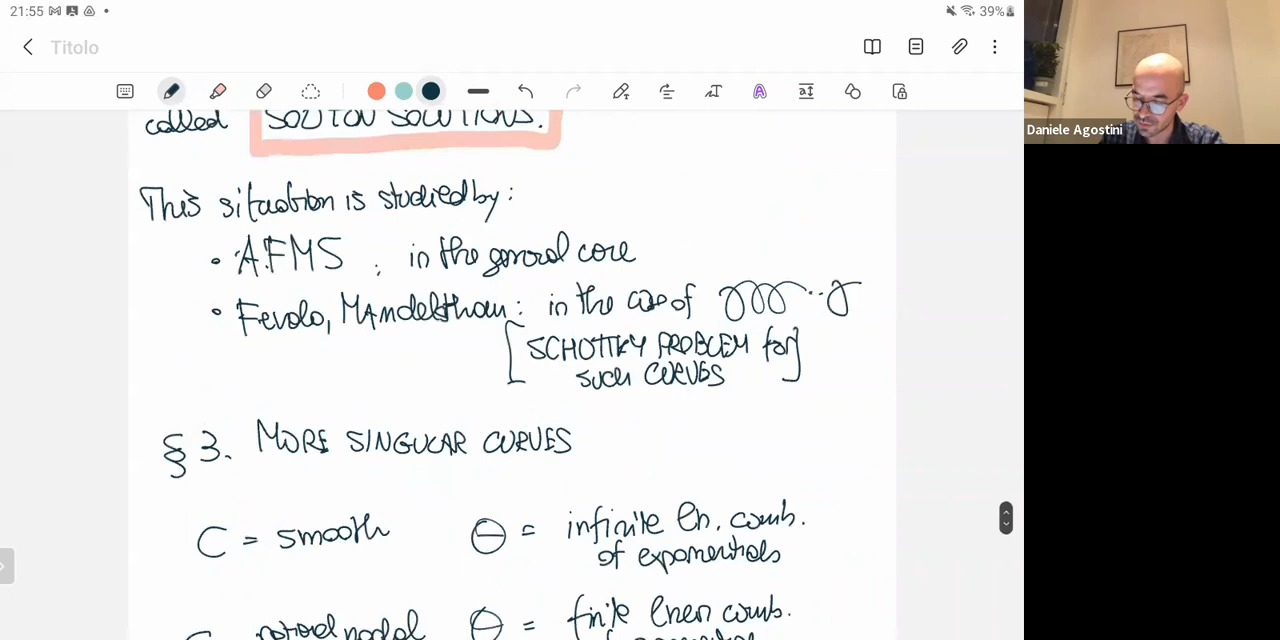 21:55
39%
Titolo
called SOLITON SOLUTIONS.
This situation is studied by:
• AFMS : in the general case
• Fevola, Mandelshtam: in the case of
[SCHOTTKY PROBLEM for
such CURVES]
§ 3. MORE SINGULAR CURVES
C = smooth Θ = infinite lin. comb.
of exponentials
nodal Θ = finite linear comb.
Daniele Agostini